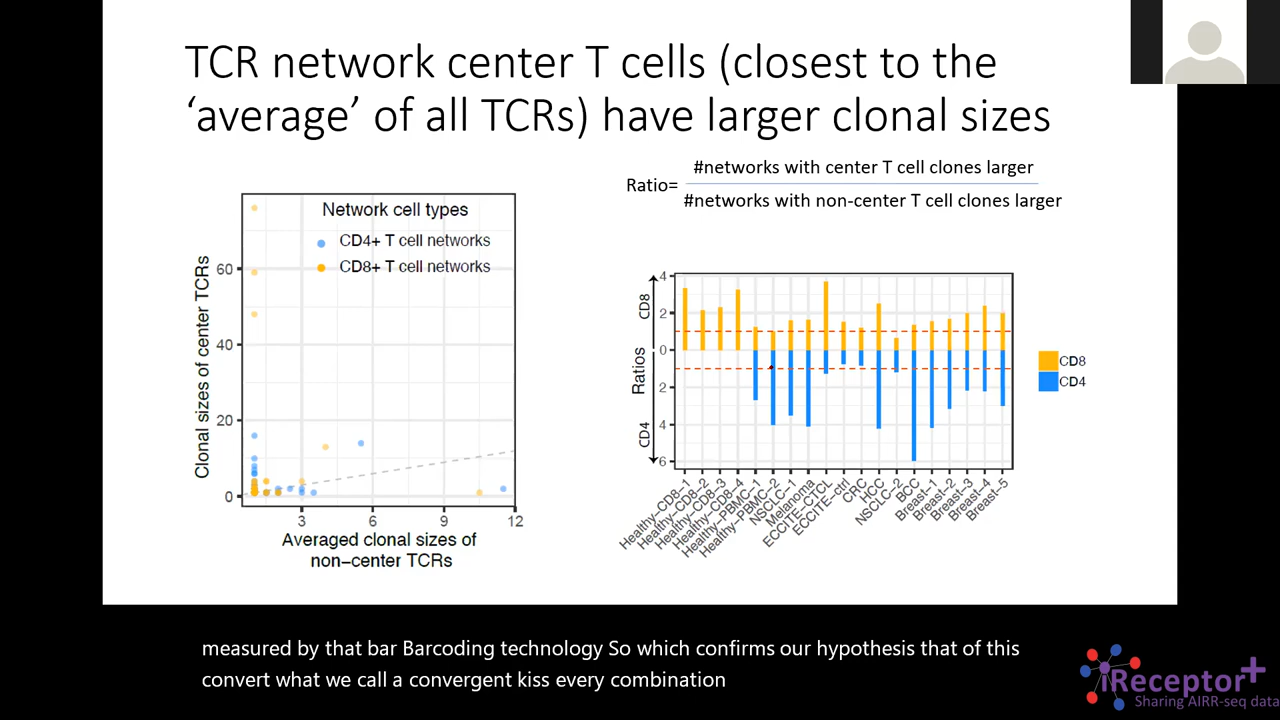 TCR network center T cells (closest to the
‘average’ of all TCRs) have larger clonal sizes
Ratio=
#networks with center T cell clones larger
#networks with non-center T cell clones larger
Network cell types
CD4+ T cell networks
CD8+ T cell networks
Clonal sizes of center TCRs
60
40
20
0
3
6
9
12
Averaged clonal sizes of
non-center TCRs
Ratios
CD8
CD4
4
2
0
2
4
6
Healthy-CD8-1
Healthy-CD8-2
Healthy-CD8-3
Healthy-CD8-4
Healthy-PBMC-1
Healthy-PBMC-2
NSCLC-1
Melanoma
ECCITE-CTCL
ECCITE-ctrl
CRC
HCC
NSCLC-2
BCC
Breast-1
Breast-2
Breast-3
Breast-4
Breast-5
CD8
CD4
measured by that bar Barcoding technology So which confirms our hypothesis that of this
convert what we call a convergent kiss every combination
iReceptor+
Sharing AIRR-seq data